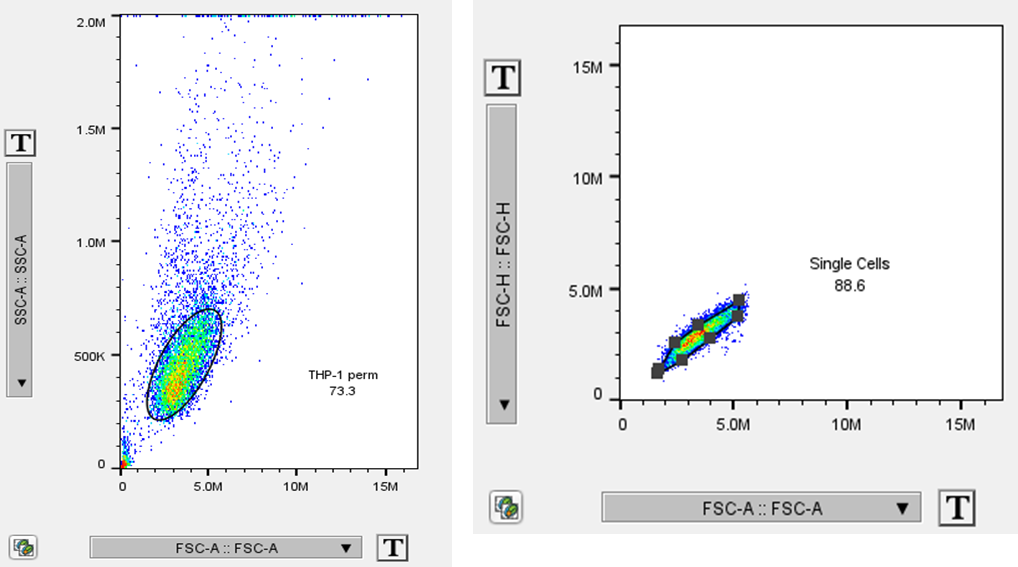 2.0M
1.5M
1.0M
500K
0
T
SSC-A :: SSC-A
THP-1 perm
73.3
0
5.0M
10M
15M
FSC-A :: FSC-A
T
15M
10M
5.0M
0
T
FSC-H :: FSC-H
Single Cells
88.6
0
5.0M
10M
15M
FSC-A :: FSC-A
T